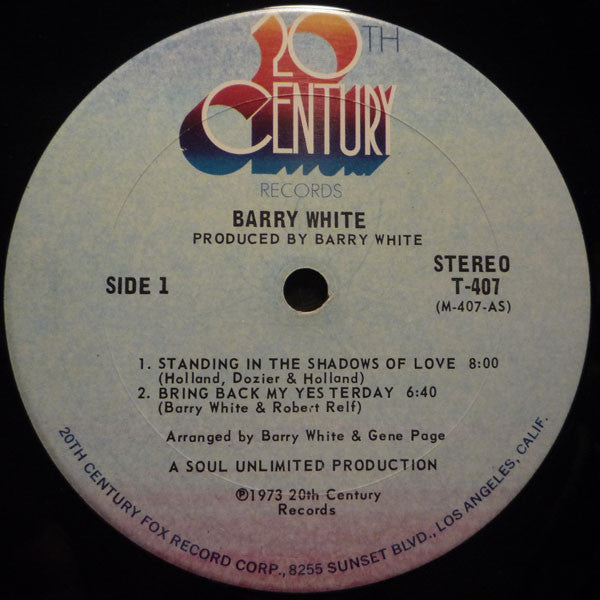 20TH
CENTURY
RECORDS
BARRY WHITE
PRODUCED BY BARRY WHITE
SIDE 1
STEREO
T-407
(M-407-AS)
1. STANDING IN THE SHADOWS OF LOVE 8:00
(Holland, Dozier & Holland)
2. BRING BACK MY YES TERDAY 6:40
(Barry White & Robert Relf)
Arranged by Barry White & Gene Page
A SOUL UNLIMITED PRODUCTION
℗1973 20th Century
Records
20TH CENTURY FOX RECORD CORP., 8255 SUNSET BLVD., LOS ANGELES, CALIF.